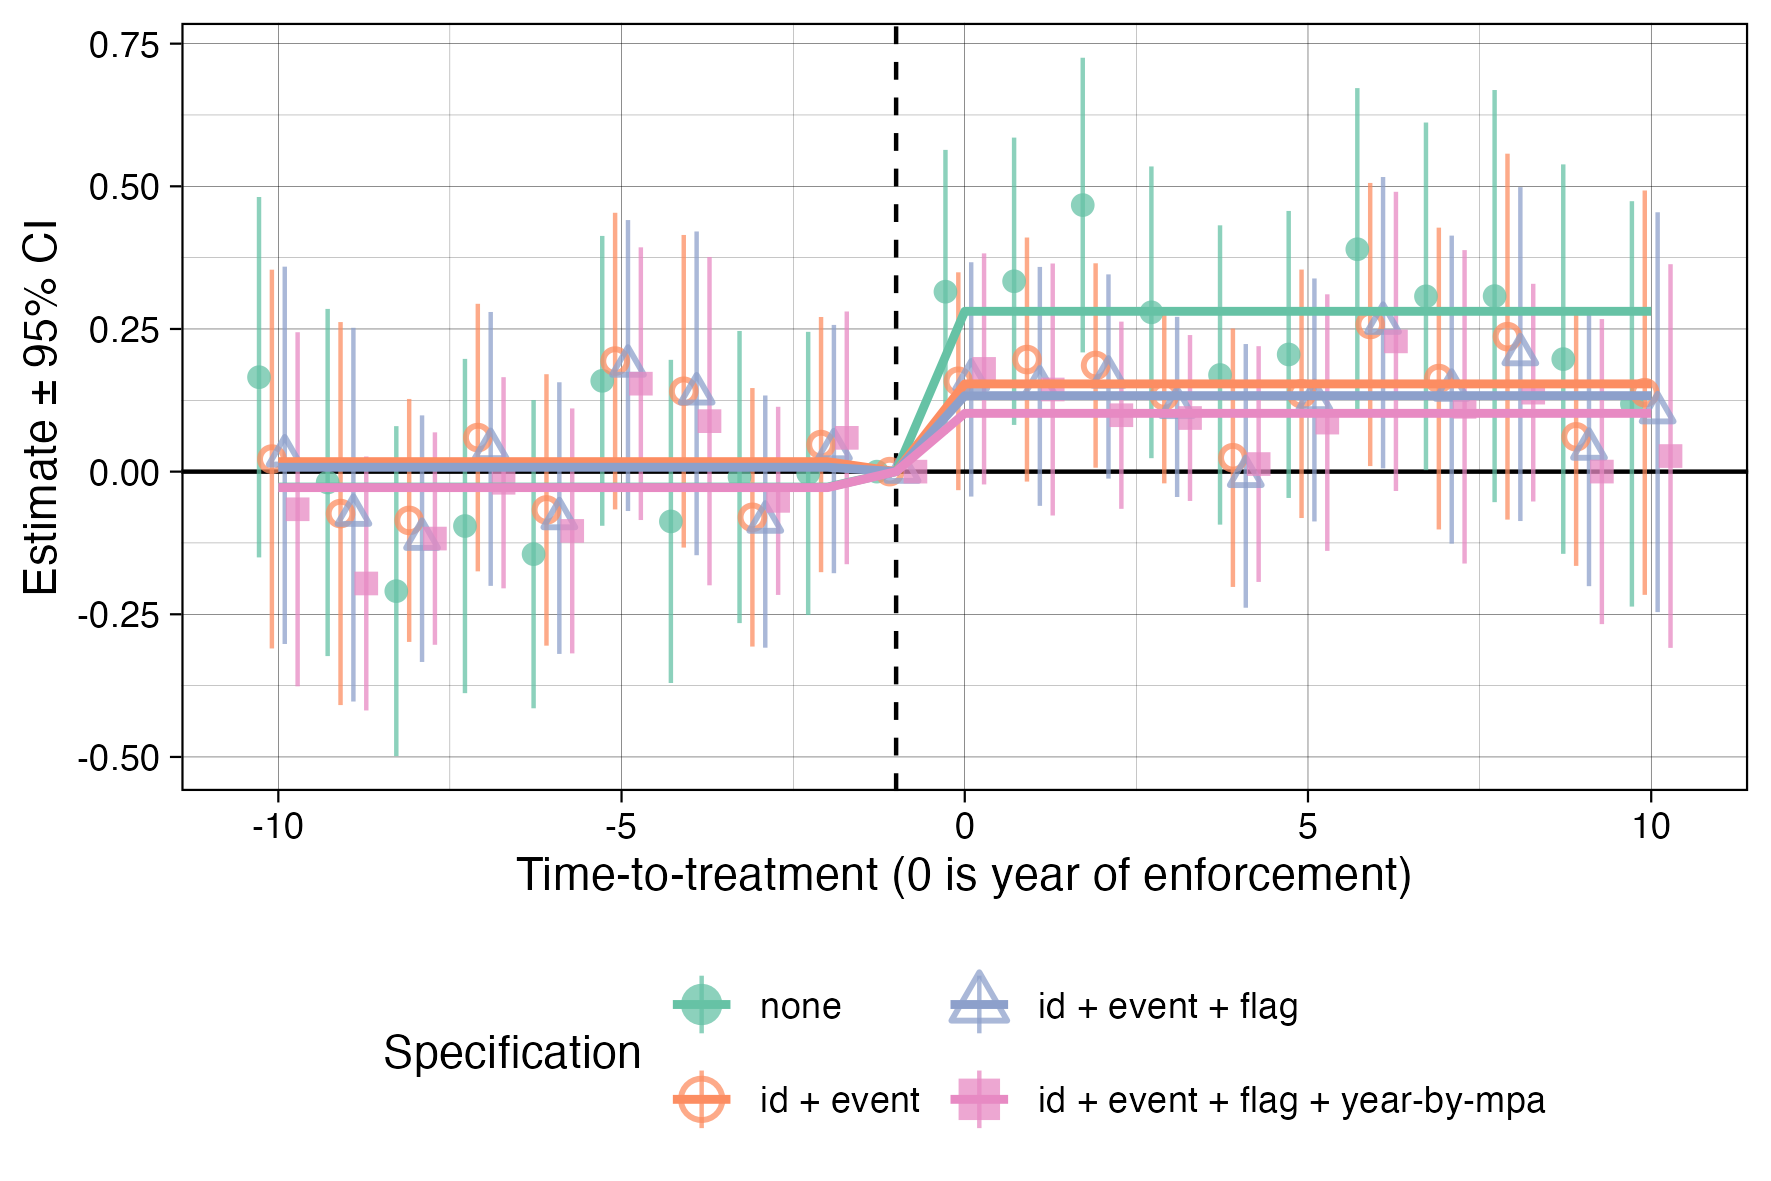 0.75
0.50
0.25
0.00
-0.25
-0.50
Estimate ± 95% CI
-10 -5 0 5 10
Time-to-treatment (0 is year of enforcement)
Specification
none
id + event
id + event + flag
id + event + flag + year-by-mpa